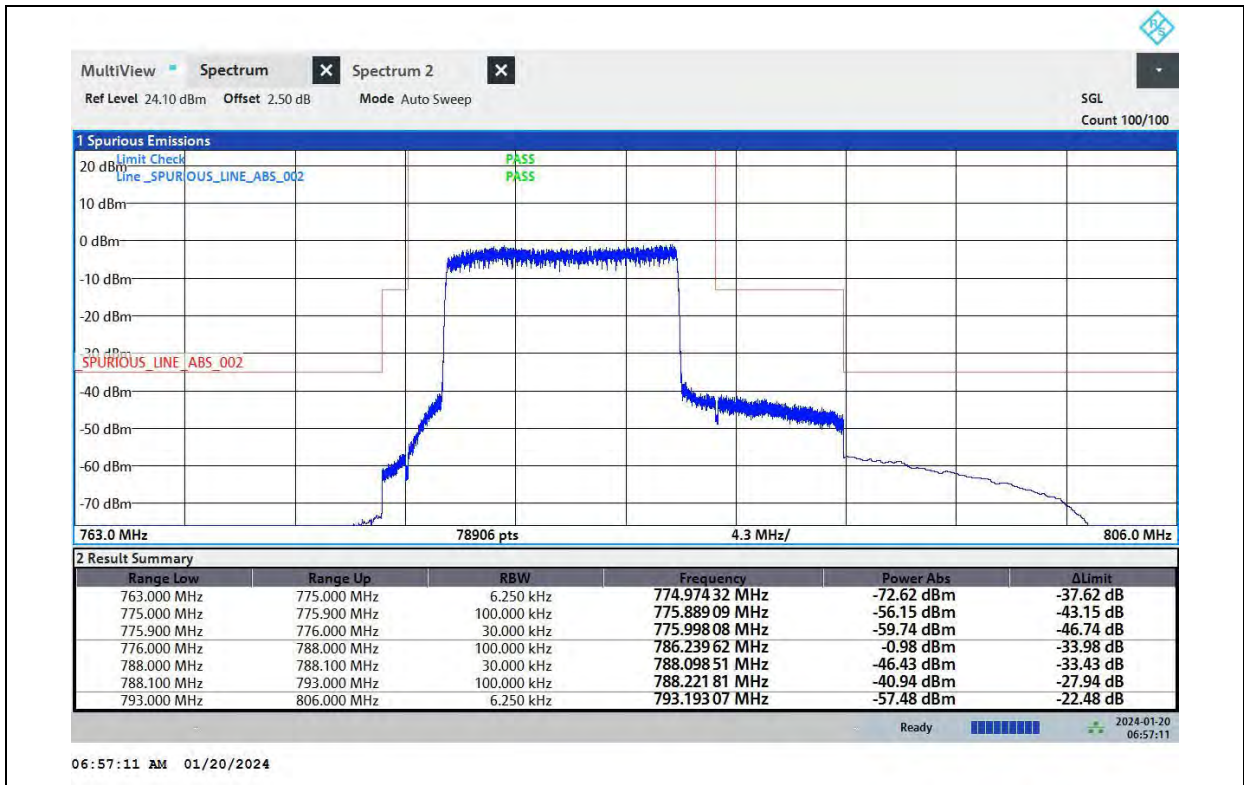 R/S
MultiView Spectrum X Spectrum 2 X
Ref Level 24.10 dBm Offset 2.50 dB Mode Auto Sweep SGL
Count 100/100
1 Spurious Emissions
Limit Check PASS
20 dBm
Line _SPURIOUS_LINE_ABS_002 PASS
10 dBm
0 dBm
-10 dBm
-20 dBm
-30 dBm
_SPURIOUS_LINE_ABS_002
-40 dBm
-50 dBm
-60 dBm
-70 dBm
763.0 MHz 78906 pts 4.3 MHz/ 806.0 MHz
2 Result Summary
Range Low Range Up RBW Frequency Power Abs ΔLimit
763.000 MHz 775.000 MHz 6.250 kHz 774.974 32 MHz -72.62 dBm -37.62 dB
775.000 MHz 775.900 MHz 100.000 kHz 775.889 09 MHz -56.15 dBm -43.15 dB
775.900 MHz 776.000 MHz 30.000 kHz 775.998 08 MHz -59.74 dBm -46.74 dB
776.000 MHz 788.000 MHz 100.000 kHz 786.239 62 MHz -0.98 dBm -33.98 dB
788.000 MHz 788.100 MHz 30.000 kHz 788.098 51 MHz -46.43 dBm -33.43 dB
788.100 MHz 793.000 MHz 100.000 kHz 788.221 81 MHz -40.94 dBm -27.94 dB
793.000 MHz 806.000 MHz 6.250 kHz 793.193 07 MHz -57.48 dBm -22.48 dB
Ready 2024-01-20
06:57:11
06:57:11 AM 01/20/2024